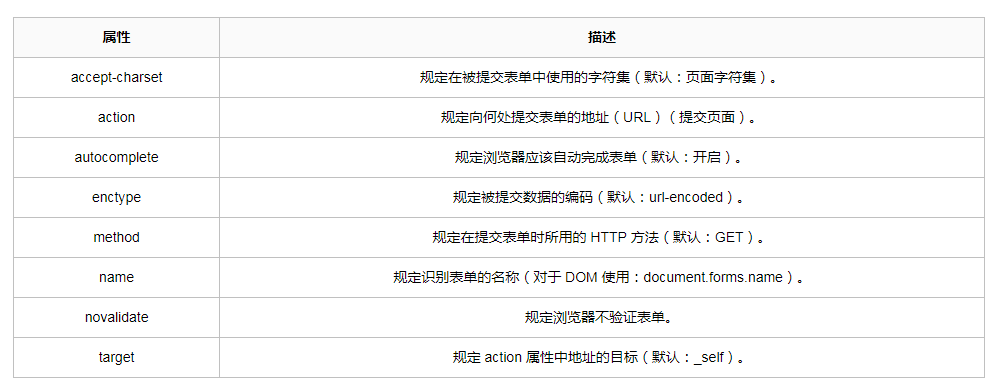 属性 描述
accept-charset 规定在被提交表单中使用的字符集（默认：页面字符集）。
action 规定向何处提交表单的地址（URL）（提交页面）。
autocomplete 规定浏览器应该自动完成表单（默认：开启）。
enctype 规定被提交数据的编码（默认：url-encoded）。
method 规定在提交表单时所用的 HTTP 方法（默认：GET）。
name 规定识别表单的名称（对于 DOM 使用：document.forms.name）。
novalidate 规定浏览器不验证表单。
target 规定 action 属性中地址的目标（默认：_self）。